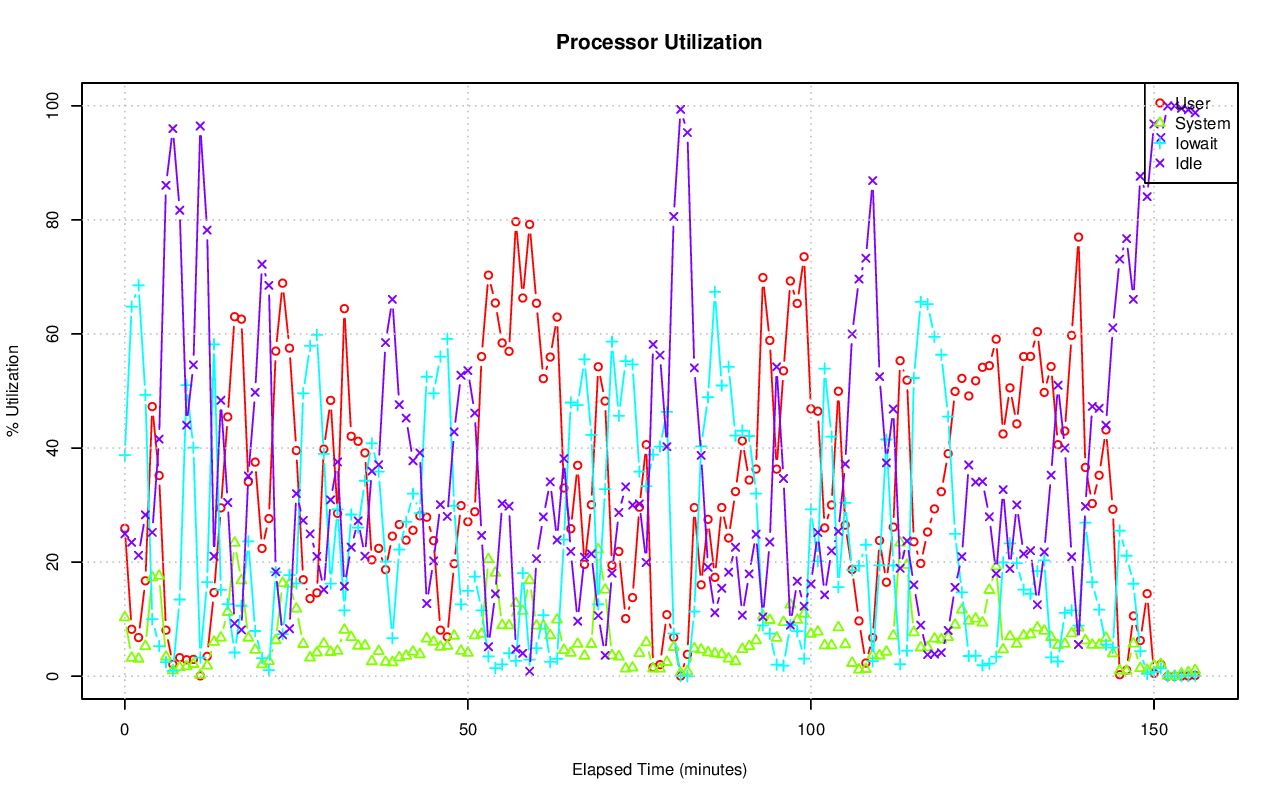 Processor Utilization
% Utilization
100
80
60
40
20
0
User
System
Iowait
Idle
0 50 100 150
Elapsed Time (minutes)